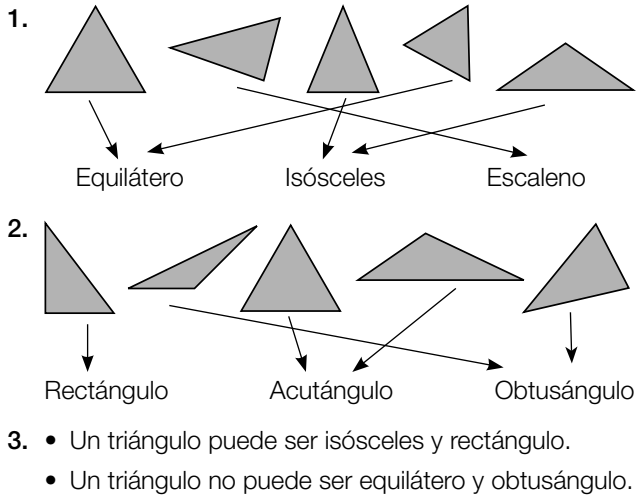 1.
Equilátero Isósceles Escaleno
2.
Rectángulo Acutángulo Obtusángulo
3. • Un triángulo puede ser isósceles y rectángulo.
• Un triángulo no puede ser equilátero y obtusángulo.